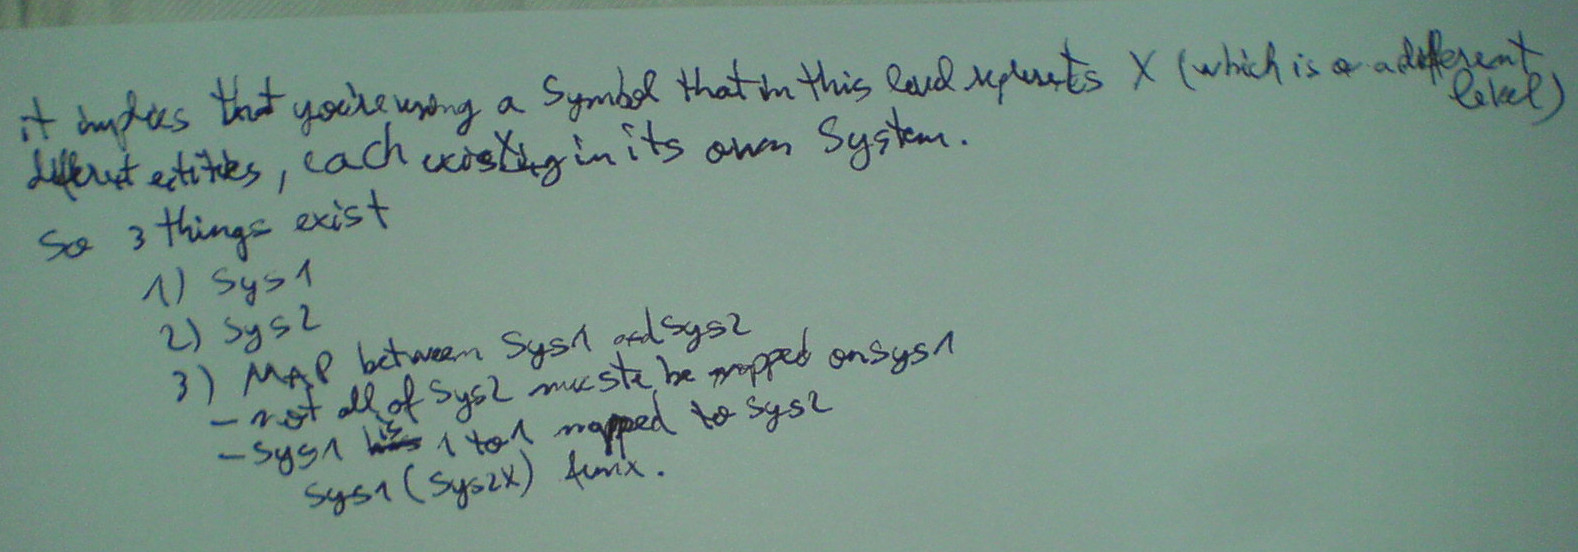 it implies that you're using a Symbol that in this level represents X (which is a different
level)
different entities, each existing in its own System.
So 3 things exist
1) Sys1
2) Sys2
3) MAP between Sys1 and Sys2
- not all of Sys2 must be mapped on Sys1
- Sys1 is 1 to 1 mapped to Sys2
Sys1 (Sys2X) funx.